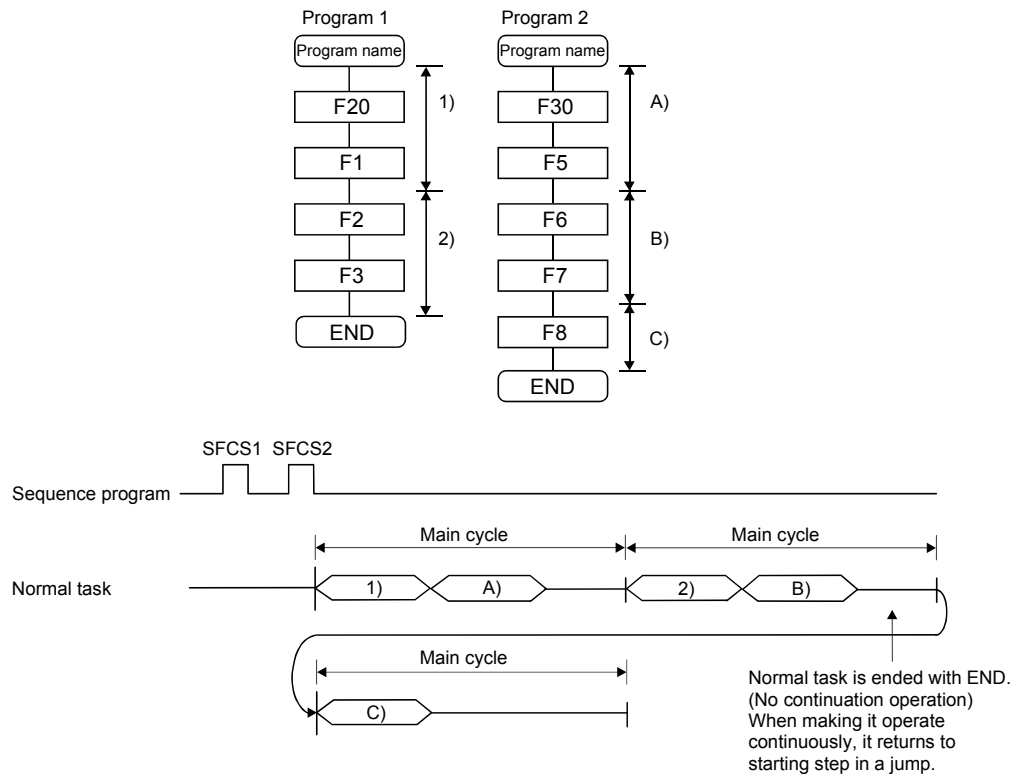 Program 1
Program 2
Program name
Program name
F20
1)
F30
A)
F1
F5
F2
2)
F6
B)
F3
F7
END
F8
C)
END
SFCS1 SFCS2
Sequence program
Main cycle
Main cycle
Normal task
1)
A)
2)
B)
Main cycle
C)
Normal task is ended with END.
(No continuation operation)
When making it operate
continuously, it returns to
starting step in a jump.